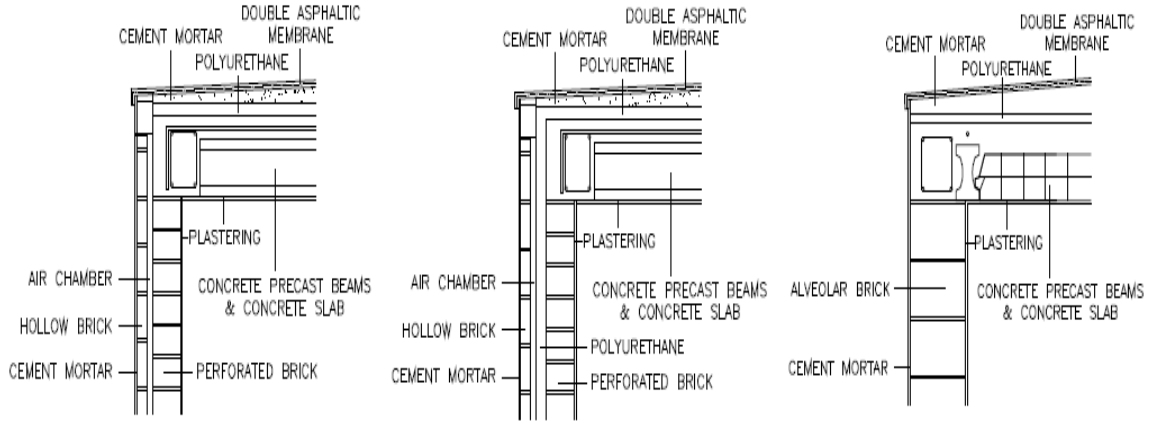 DOUBLE ASPHALTIC
MEMBRANE
CEMENT MORTAR
POLYURETHANE
PLASTERING
AIR CHAMBER
CONCRETE PRECAST BEAMS
& CONCRETE SLAB
HOLLOW BRICK
CEMENT MORTAR
PERFORATED BRICK
DOUBLE ASPHALTIC
MEMBRANE
CEMENT MORTAR
POLYURETHANE
PLASTERING
AIR CHAMBER
CONCRETE PRECAST BEAMS
& CONCRETE SLAB
HOLLOW BRICK
POLYURETHANE
CEMENT MORTAR
PERFORATED BRICK
DOUBLE ASPHALTIC
MEMBRANE
CEMENT MORTAR
POLYURETHANE
PLASTERING
ALVEOLAR BRICK
CONCRETE PRECAST BEAMS
& CONCRETE SLAB
CEMENT MORTAR